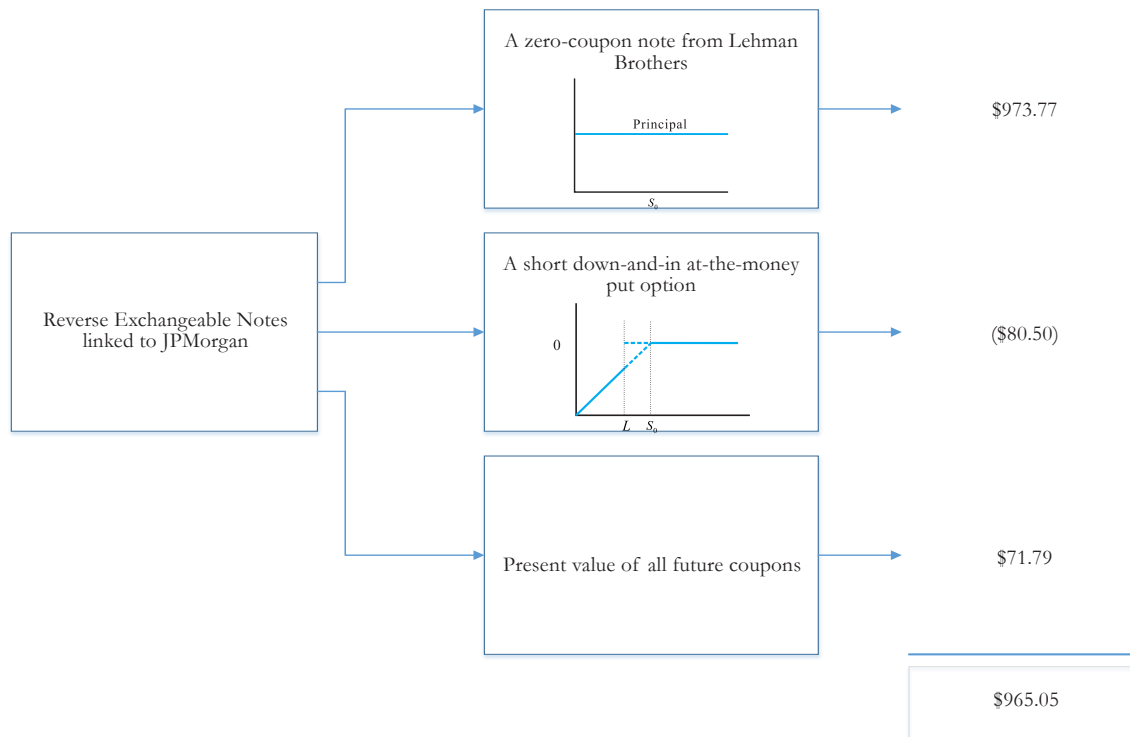 A zero-coupon note from Lehman
Brothers
Principal
S₀
$973.77
Reverse Exchangeable Notes
linked to JPMorgan
A short down-and-in at-the-money
put option
0
L S₀
($80.50)
Present value of all future coupons
$71.79
$965.05